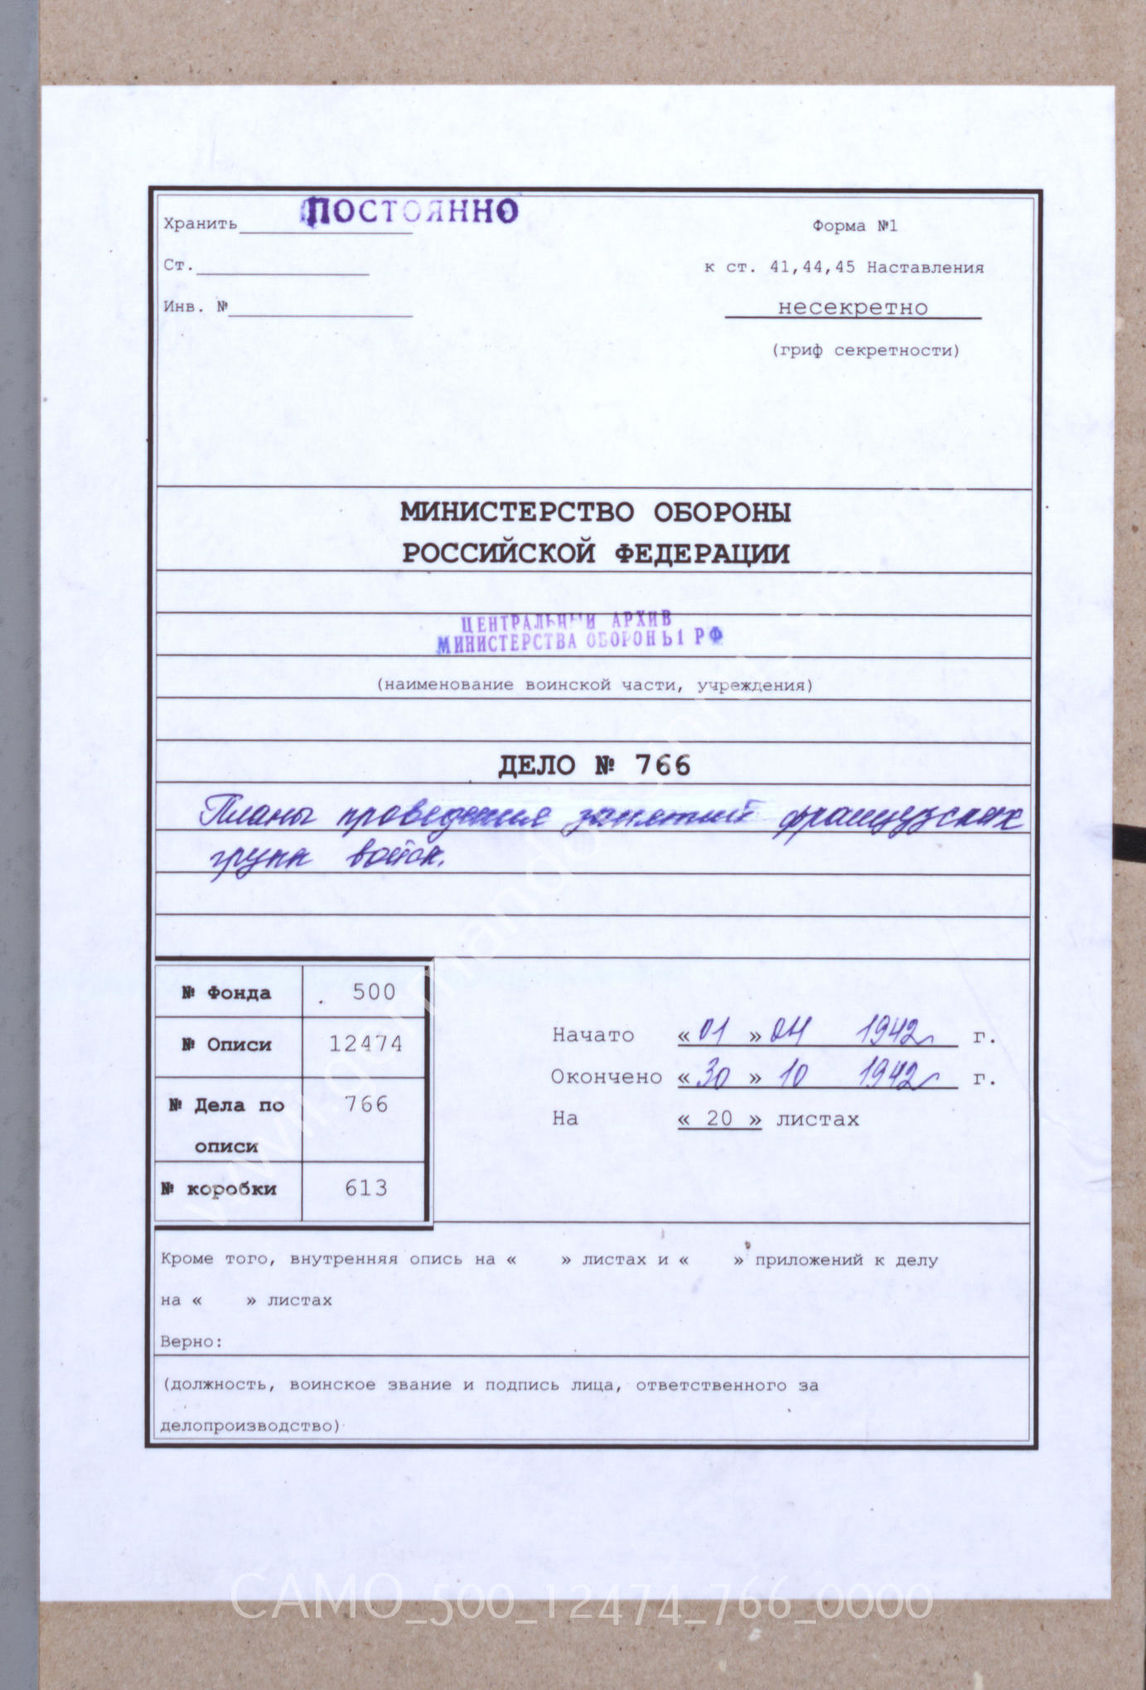 Хранить ПОСТОЯННО
Форма №1
Ст.
к ст. 41,44,45 Наставления
Инв. №
несекретно
(гриф секретности)
МИНИСТЕРСТВО ОБОРОНЫ
РОССИЙСКОЙ ФЕДЕРАЦИИ
ЦЕНТРАЛЬНЫЙ АРХИВ
МИНИСТЕРСТВА ОБОРОНЫ РФ
(наименование воинской части, учреждения)
ДЕЛО № 766
Планы проведения занятий французских
групп войск.
№ Фонда 500
№ Описи 12474
№ Дела по описи 766
№ коробки 613
Начато «01 » 04 1942г. г.
Окончено «30 » 10 1942г. г.
На « 20 » листах
Кроме того, внутренняя опись на « » листах и « » приложений к делу
на « » листах
Верно:
(должность, воинское звание и подпись лица, ответственного за
делопроизводство)
CAMO_500_12474_766_0000